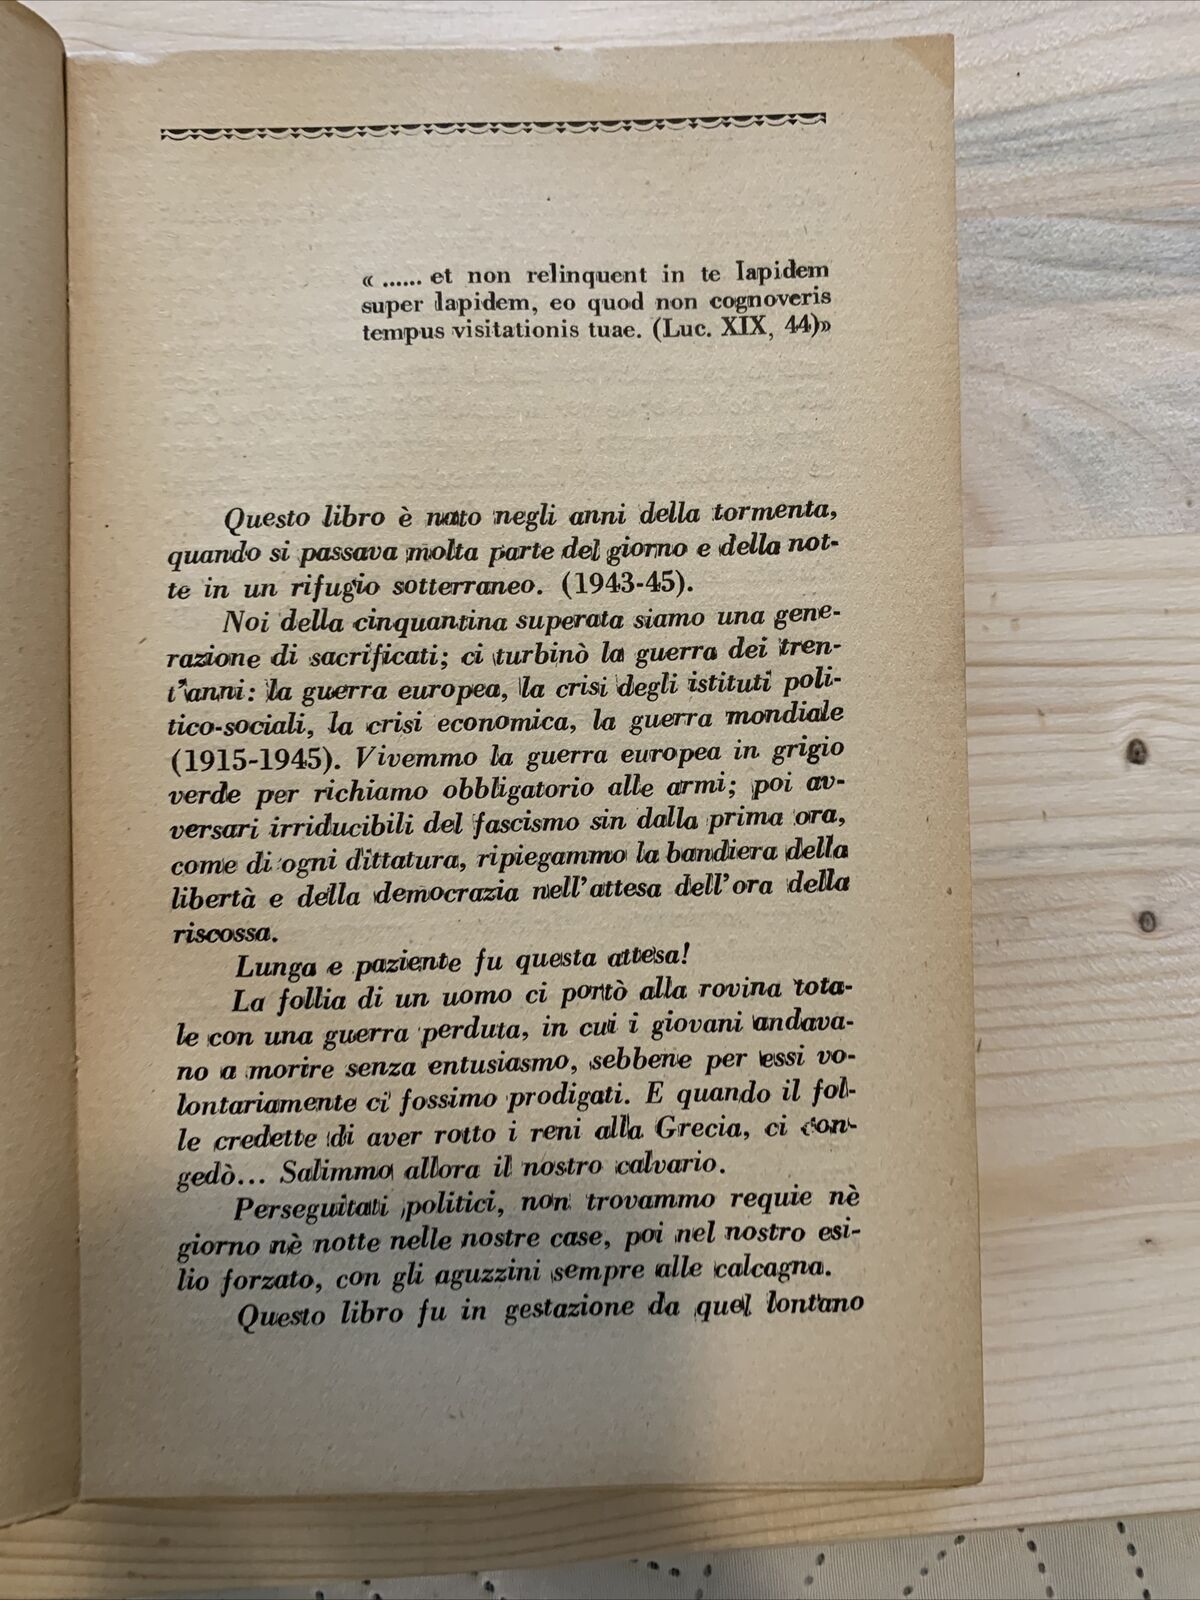 « ...... et non relinquent in te lapidem
super lapidem, eo quod non cognoveris
tempus visitationis tuae. (Luc. XIX, 44)»
Questo libro è nato negli anni della tormenta,
quando si passava molta parte del giorno e della not-
te in un rifugio sotterraneo. (1943-45).
Noi della cinquantina superata siamo una gene-
razione di sacrificati; ci turbinò la guerra dei tren-
t'anni: la guerra europea, la crisi degli istituti poli-
tico-sociali, la crisi economica, la guerra mondiale
(1915-1945). Vivemmo la guerra europea in grigio
verde per richiamo obbligatorio alle armi; poi av-
versari irriducibili del fascismo sin dalla prima ora,
come di ogni dittatura, ripiegammo la bandiera della
libertà e della democrazia nell'attesa dell'ora della
riscossa.
Lunga e paziente fu questa attesa!
La follia di un uomo ci portò alla rovina tota-
le con una guerra perduta, in cui i giovani andava-
no a morire senza entusiasmo, sebbene per essi vo-
lontariamente ci fossimo prodigati. E quando il fol-
le credette di aver rotto i reni alla Grecia, ci con-
gedò... Salimmo allora il nostro calvario.
Perseguitati politici, non trovammo requie nè
giorno nè notte nelle nostre case, poi nel nostro esi-
lio forzato, con gli aguzzini sempre alle calcagna.
Questo libro fu in gestazione da quel lontano